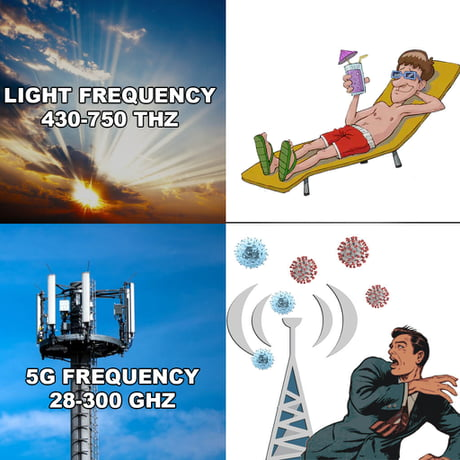 LIGHT FREQUENCY
430-750 THZ
5G FREQUENCY
28-300 GHZ